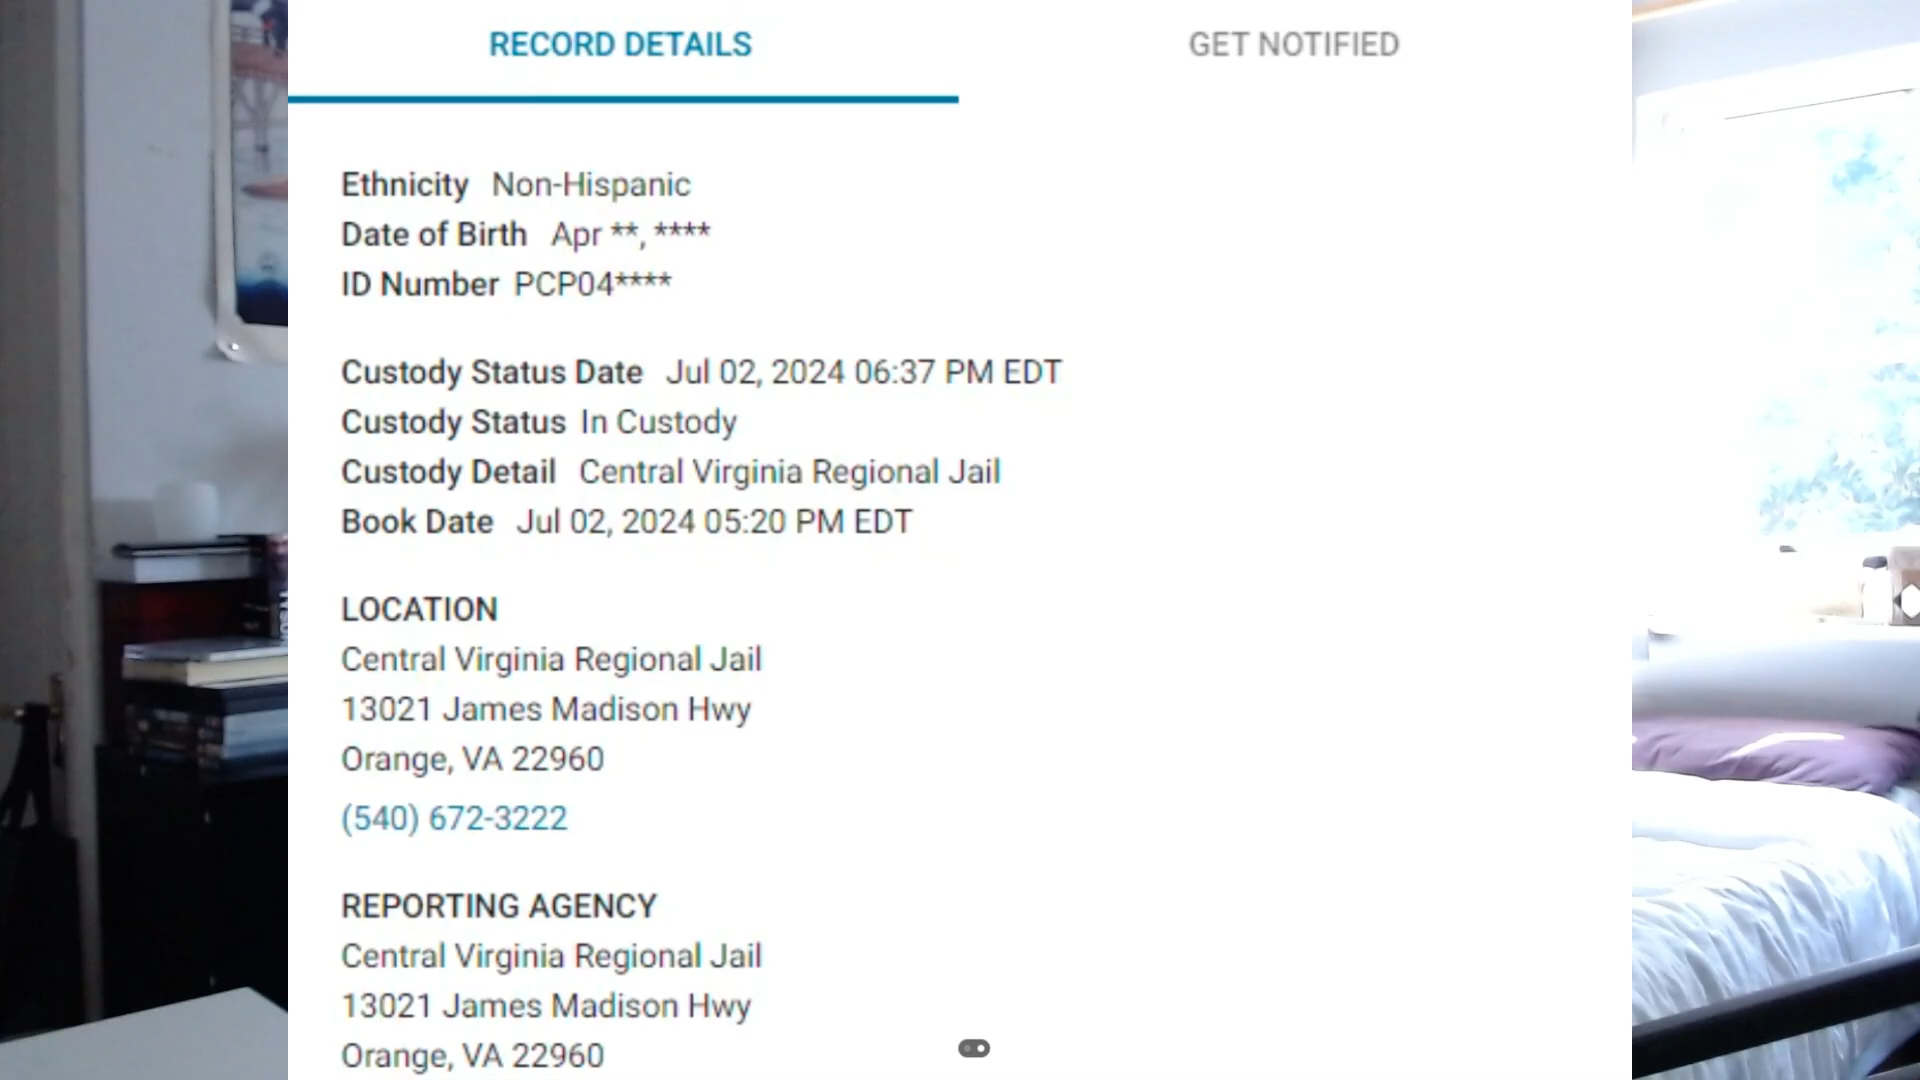 RECORD DETAILS
GET NOTIFIED
Ethnicity Non-Hispanic
Date of Birth Apr **, ****
ID Number PCP04****
Custody Status Date Jul 02, 2024 06:37 PM EDT
Custody Status In Custody
Custody Detail Central Virginia Regional Jail
Book Date Jul 02, 2024 05:20 PM EDT
LOCATION
Central Virginia Regional Jail
13021 James Madison Hwy
Orange, VA 22960
(540) 672-3222
REPORTING AGENCY
Central Virginia Regional Jail
13021 James Madison Hwy
Orange, VA 22960